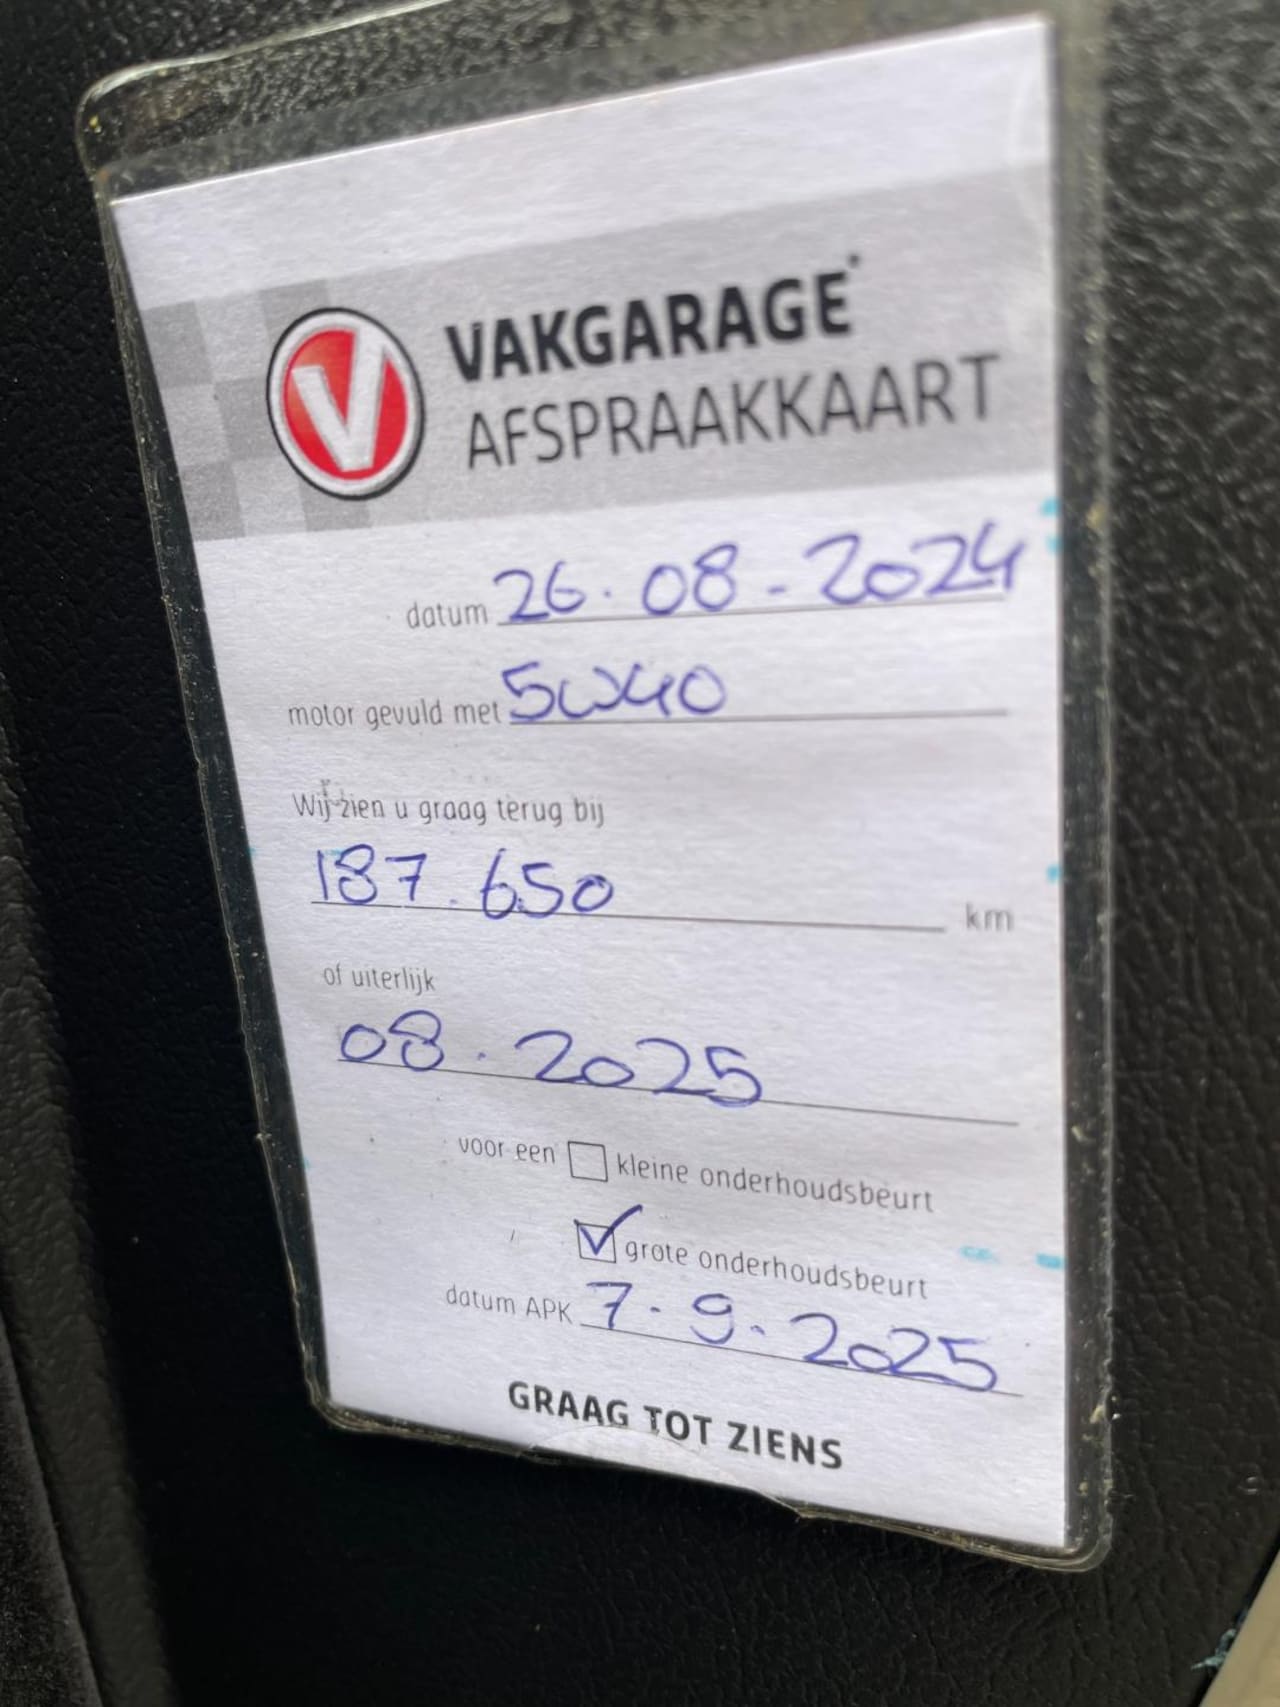 V VAKGARAGE
AFSPRAAKKAART
datum 26.08-2024
motor gevuld met 5W40
Wij zien u graag terug bij
187.650 km
of uiterlijk
08.2025
voor een kleine onderhoudsbeurt
grote onderhoudsbeurt
datum APK 7-9-2025
GRAAG TOT ZIENS